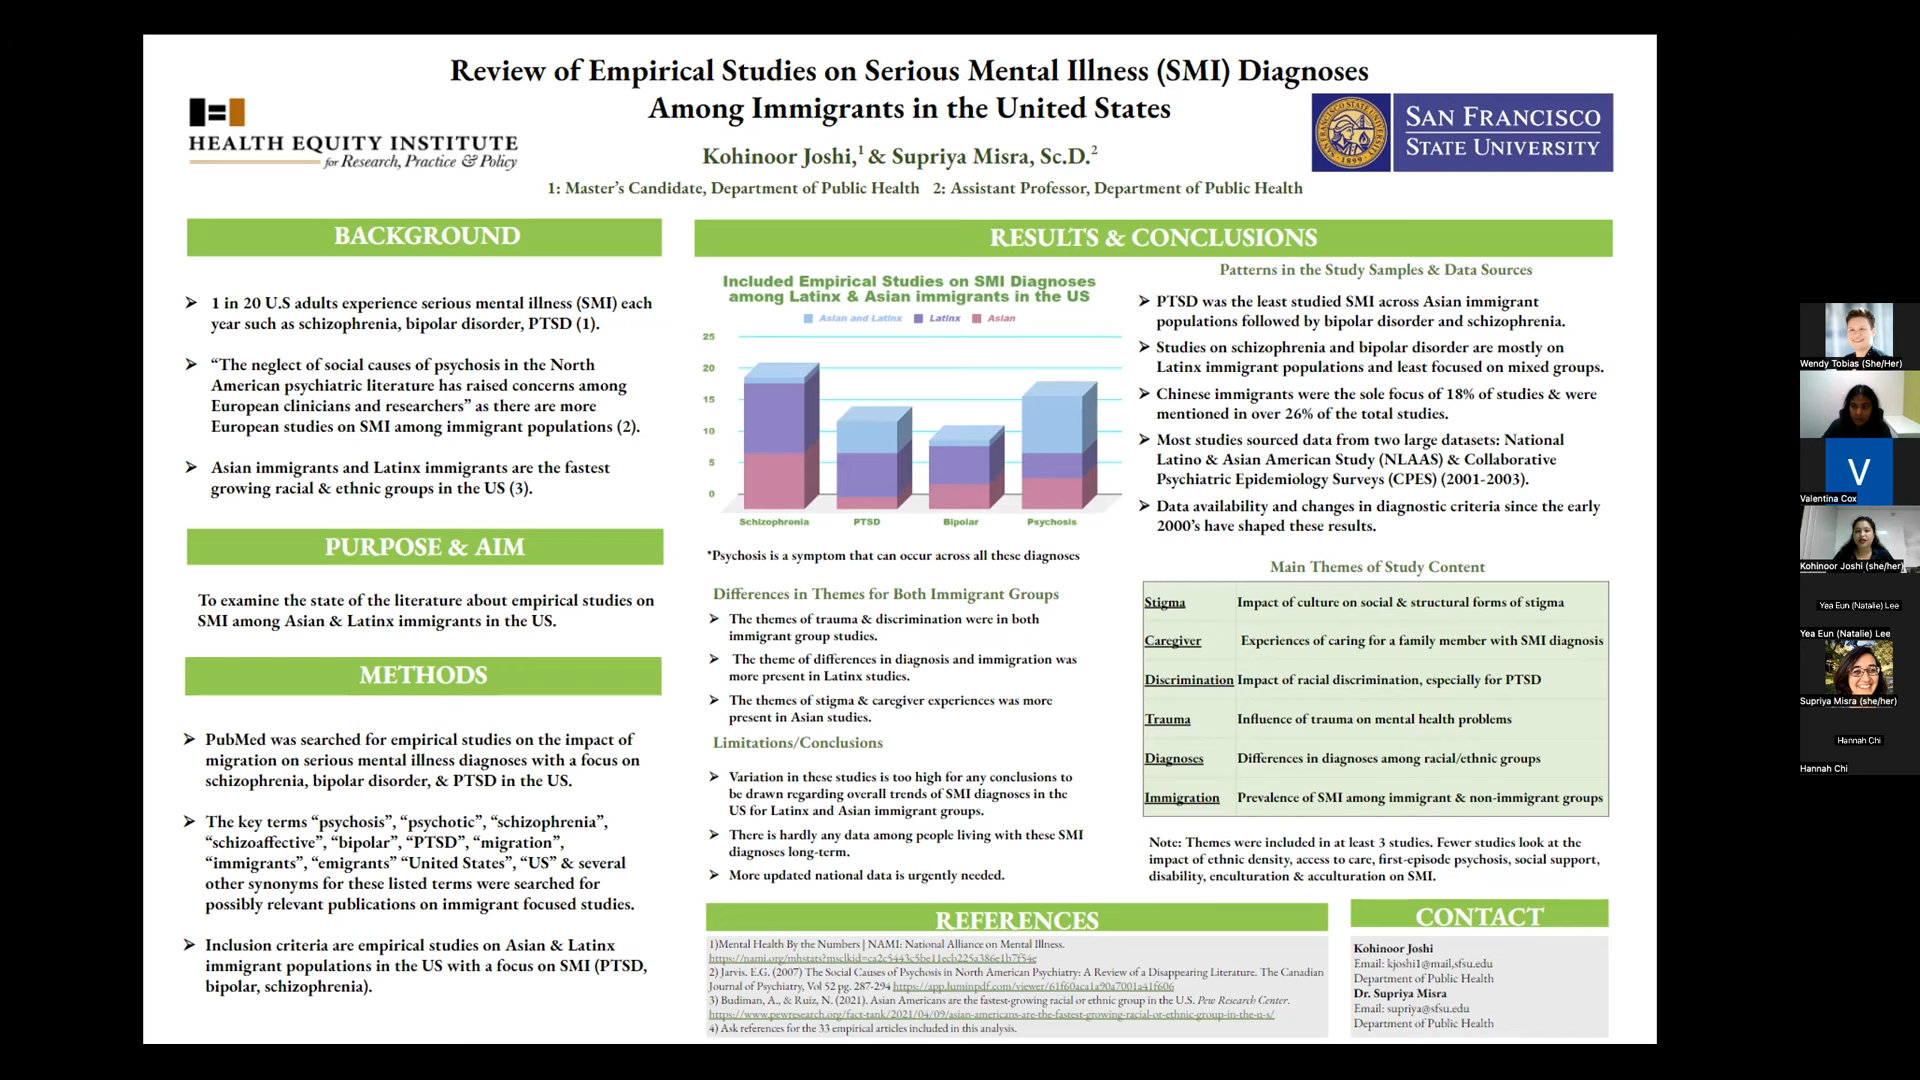 Review of Empirical Studies on Serious Mental Illness (SMI) Diagnoses
Among Immigrants in the United States
HEALTH EQUITY INSTITUTE
for Research, Practice & Policy
SAN FRANCISCO
STATE UNIVERSITY
1899
Kohinoor Joshi,1 & Supriya Misra, Sc.D.2
1: Master's Candidate, Department of Public Health 2: Assistant Professor, Department of Public Health
BACKGROUND
➢ 1 in 20 U.S adults experience serious mental illness (SMI) each
year such as schizophrenia, bipolar disorder, PTSD (1).
➢ “The neglect of social causes of psychosis in the North
American psychiatric literature has raised concerns among
European clinicians and researchers” as there are more
European studies on SMI among immigrant populations (2).
➢ Asian immigrants and Latinx immigrants are the fastest
growing racial & ethnic groups in the US (3).
PURPOSE & AIM
To examine the state of the literature about empirical studies on
SMI among Asian & Latinx immigrants in the US.
METHODS
➢ PubMed was searched for empirical studies on the impact of
migration on serious mental illness diagnoses with a focus on
schizophrenia, bipolar disorder, & PTSD in the US.
➢ The key terms “psychosis”, “psychotic”, “schizophrenia”,
“schizoaffective”, “bipolar”, “PTSD”, “migration”,
“immigrants”, “emigrants” “United States”, “US” & several
other synonyms for these listed terms were searched for
possibly relevant publications on immigrant focused studies.
➢ Inclusion criteria are empirical studies on Asian & Latinx
immigrant populations in the US with a focus on SMI (PTSD,
bipolar, schizophrenia).
RESULTS & CONCLUSIONS
Included Empirical Studies on SMI Diagnoses
among Latinx & Asian immigrants in the US
Asian and Latinx Latinx Asian
25
20
15
10
5
0
Schizophrenia PTSD Bipolar Psychosis
*Psychosis is a symptom that can occur across all these diagnoses
Differences in Themes for Both Immigrant Groups
➢ The themes of trauma & discrimination were in both
immigrant group studies.
➢ The theme of differences in diagnosis and immigration was
more present in Latinx studies.
➢ The themes of stigma & caregiver experiences was more
present in Asian studies.
Limitations/Conclusions
➢ Variation in these studies is too high for any conclusions to
be drawn regarding overall trends of SMI diagnoses in the
US for Latinx and Asian immigrant groups.
➢ There is hardly any data among people living with these SMI
diagnoses long-term.
➢ More updated national data is urgently needed.
Patterns in the Study Samples & Data Sources
➢ PTSD was the least studied SMI across Asian immigrant
populations followed by bipolar disorder and schizophrenia.
➢ Studies on schizophrenia and bipolar disorder are mostly on
Latinx immigrant populations and least focused on mixed groups.
➢ Chinese immigrants were the sole focus of 18% of studies & were
mentioned in over 26% of the total studies.
➢ Most studies sourced data from two large datasets: National
Latino & Asian American Study (NLAAS) & Collaborative
Psychiatric Epidemiology Surveys (CPES) (2001-2003).
➢ Data availability and changes in diagnostic criteria since the early
2000's have shaped these results.
Main Themes of Study Content
Stigma Impact of culture on social & structural forms of stigma
Caregiver Experiences of caring for a family member with SMI diagnosis
Discrimination Impact of racial discrimination, especially for PTSD
Trauma Influence of trauma on mental health problems
Diagnoses Differences in diagnoses among racial/ethnic groups
Immigration Prevalence of SMI among immigrant & non-immigrant groups
Note: Themes were included in at least 3 studies. Fewer studies look at the
impact of ethnic density, access to care, first-episode psychosis, social support,
disability, enculturation & acculturation on SMI.
REFERENCES
1)Mental Health By the Numbers | NAMI: National Alliance on Mental Illness.
https://nami.org/mhstats?msclkid=ca2c5443c5be11ecb225a386e1b7f54e
2) Jarvis. E.G. (2007) The Social Causes of Psychosis in North American Psychiatry: A Review of a Disappearing Literature. The Canadian
Journal of Psychiatry, Vol 52 pg. 287-294 https://app.luminpdf.com/viewer/61f60aca1a90a7001a41f606
3) Budiman, A., & Ruiz, N. (2021). Asian Americans are the fastest-growing racial or ethnic group in the U.S. Pew Research Center.
https://www.pewresearch.org/fact-tank/2021/04/09/asian-americans-are-the-fastest-growing-racial-or-ethnic-group-in-the-u-s/
4) Ask references for the 33 empirical articles included in this analysis.
CONTACT
Kohinoor Joshi
Email: kjoshi1@mail,sfsu.edu
Department of Public Health
Dr. Supriya Misra
Email: supriya@sfsu.edu
Department of Public Health
Wendy Tobias (She/Her)
V
Valentina Cox
Kohinoor Joshi (she/her)
Yea Eun (Natalie) Lee
Yea Eun (Natalie) Lee
Supriya Misra (she/her)
Hannah Chi
Hannah Chi